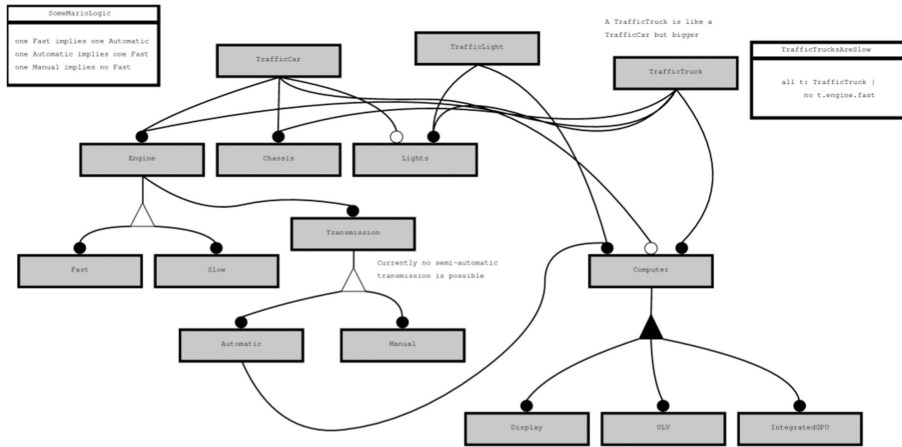 SomeMarioLogic
one Fast implies one Automatic
one Automatic implies one Fast
one Manual implies no Fast
TrafficCar
TrafficLight
A TrafficTruck is like a
TrafficCar but bigger
TrafficTruck
TrafficTrucksAreSlow
all t: TrafficTruck |
no t.engine.fast
Engine
Chassis
Lights
Transmission
Currently no semi-automatic
transmission is possible
Fast
Slow
Computer
Automatic
Manual
Display
ULV
IntegratedGPU